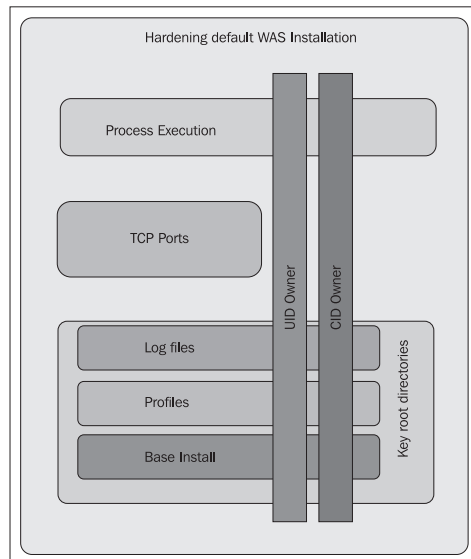 Hardening default WAS Installation
Process Execution
TCP Ports
UID Owner
CID Owner
Log files
Profiles
Base Install
Key root directories